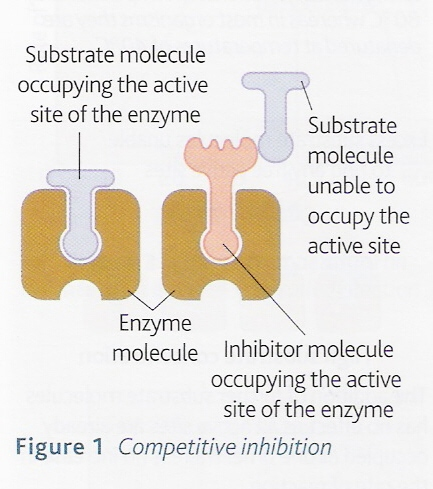 Substrate molecule
occupying the active
site of the enzyme
Substrate
molecule
unable to
occupy the
active site
Enzyme
molecule
Inhibitor molecule
occupying the active
site of the enzyme
Figure 1 Competitive inhibition